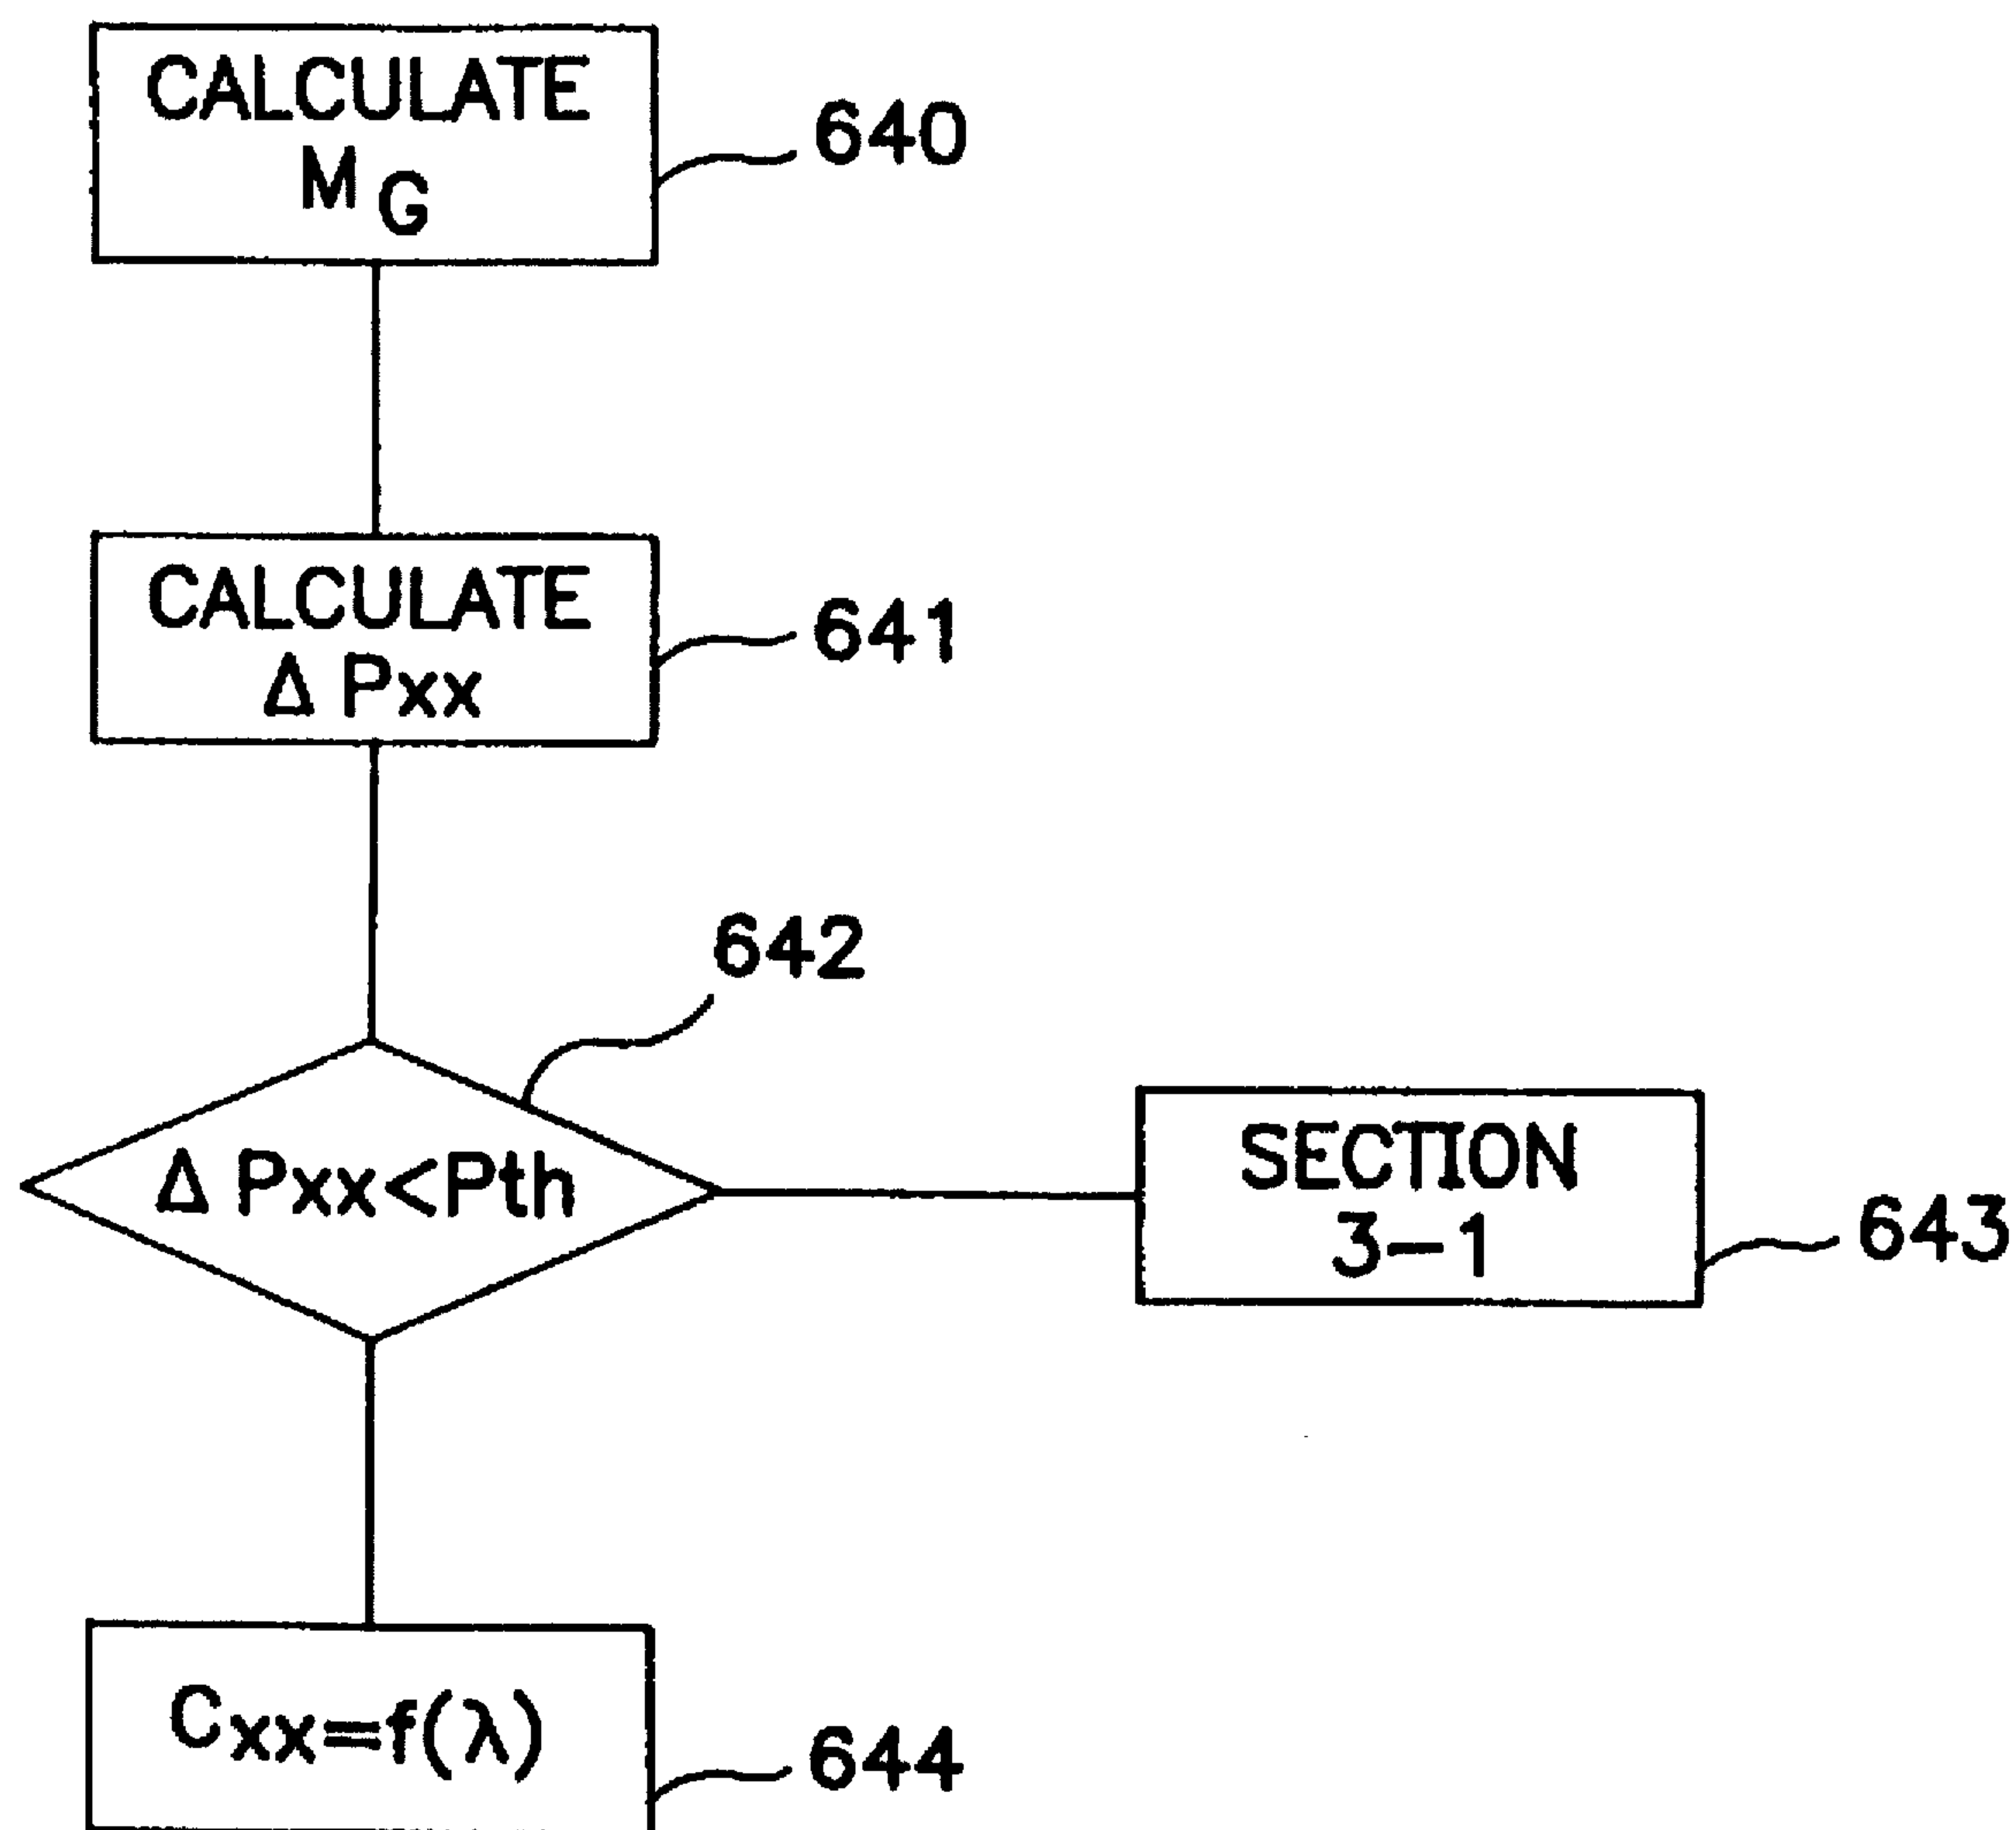 CALCULATE
M G
640
CALCULATE
Δ Pxx
641
642
Δ Pxx<Pth
SECTION
3-1
643
Cxx=f(λ)
644